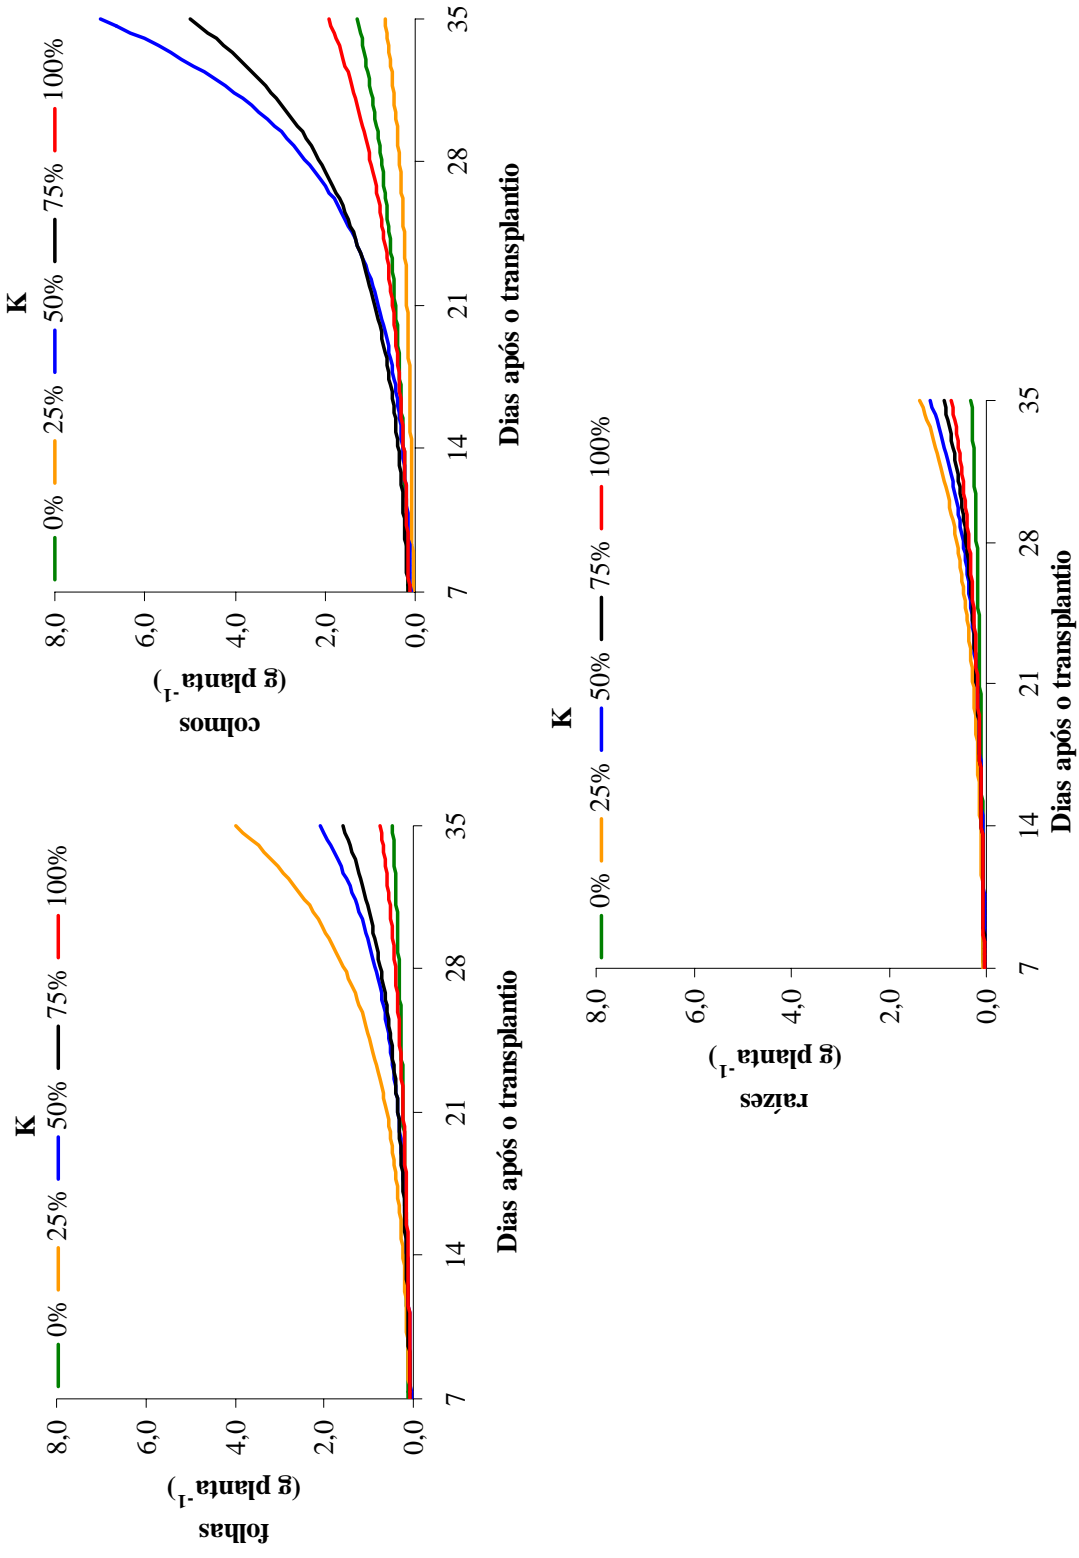 K
0% 25% 50% 75% 100%
8,0
6,0
4,0
2,0
0,0
folhas
(g planta-1)
7 14 21 28 35
Dias após o transplantio
K
0% 25% 50% 75% 100%
8,0
6,0
4,0
2,0
0,0
colmos
(g planta-1)
7 14 21 28 35
Dias após o transplantio
K
0% 25% 50% 75% 100%
8,0
6,0
4,0
2,0
0,0
raízes
(g planta-1)
7 14 21 28 35
Dias após o transplantio